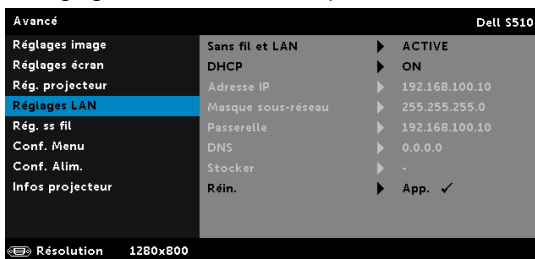 Avancé Dell S510
Réglages image
Réglages écran
Rég. projecteur
Réglages LAN
Rég. ss fil
Conf. Menu
Conf. Alim.
Infos projecteur
Sans fil et LAN ACTIVE
DHCP ON
Adresse IP 192.168.100.10
Masque sous-réseau 255.255.255.0
Passerelle 192.168.100.10
DNS 0.0.0.0
Stocker -
Réin. App. ✓
Résolution 1280x800